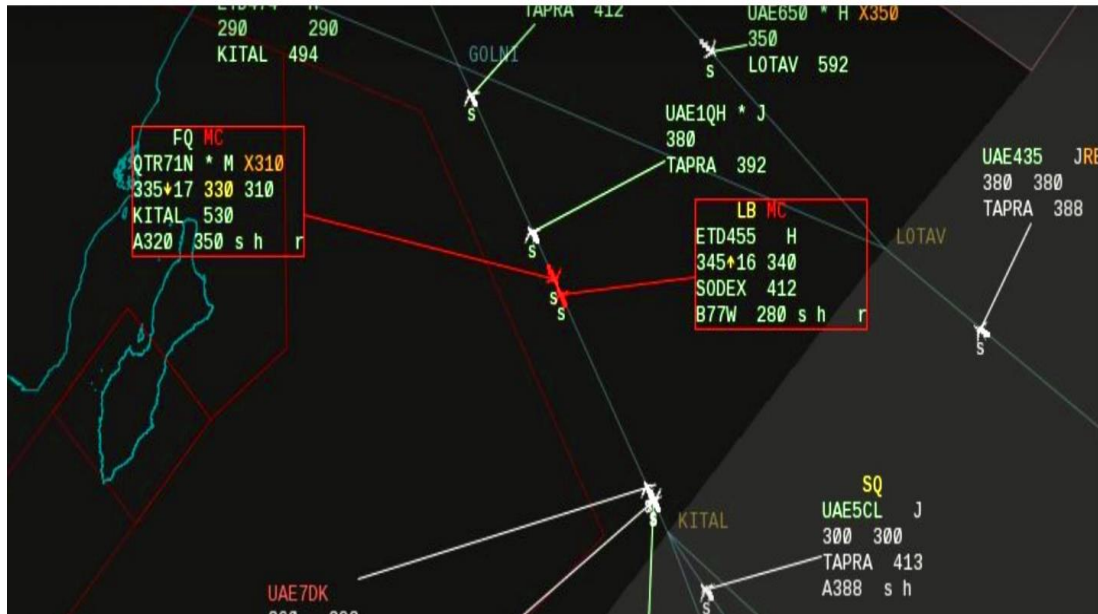 290 290
KITAL 494
TAPRA 412
UAE650 * H X350
350
LOTAV 592
GOLNI
S
S
FQ MC
QTR71N * M X310
335↓17 330 310
KITAL 530
A320 350 s h r
UAE1QH * J
380
TAPRA 392
S
UAE435 J
380 380
TAPRA 388
S
LB MC
ETD455 H
345↑16 340
SODEX 412
B77W 280 s h r
LOTAV
S
S
KITAL
S
SQ
UAE5CL J
300 300
TAPRA 413
A388 s h
S
UAE7DK